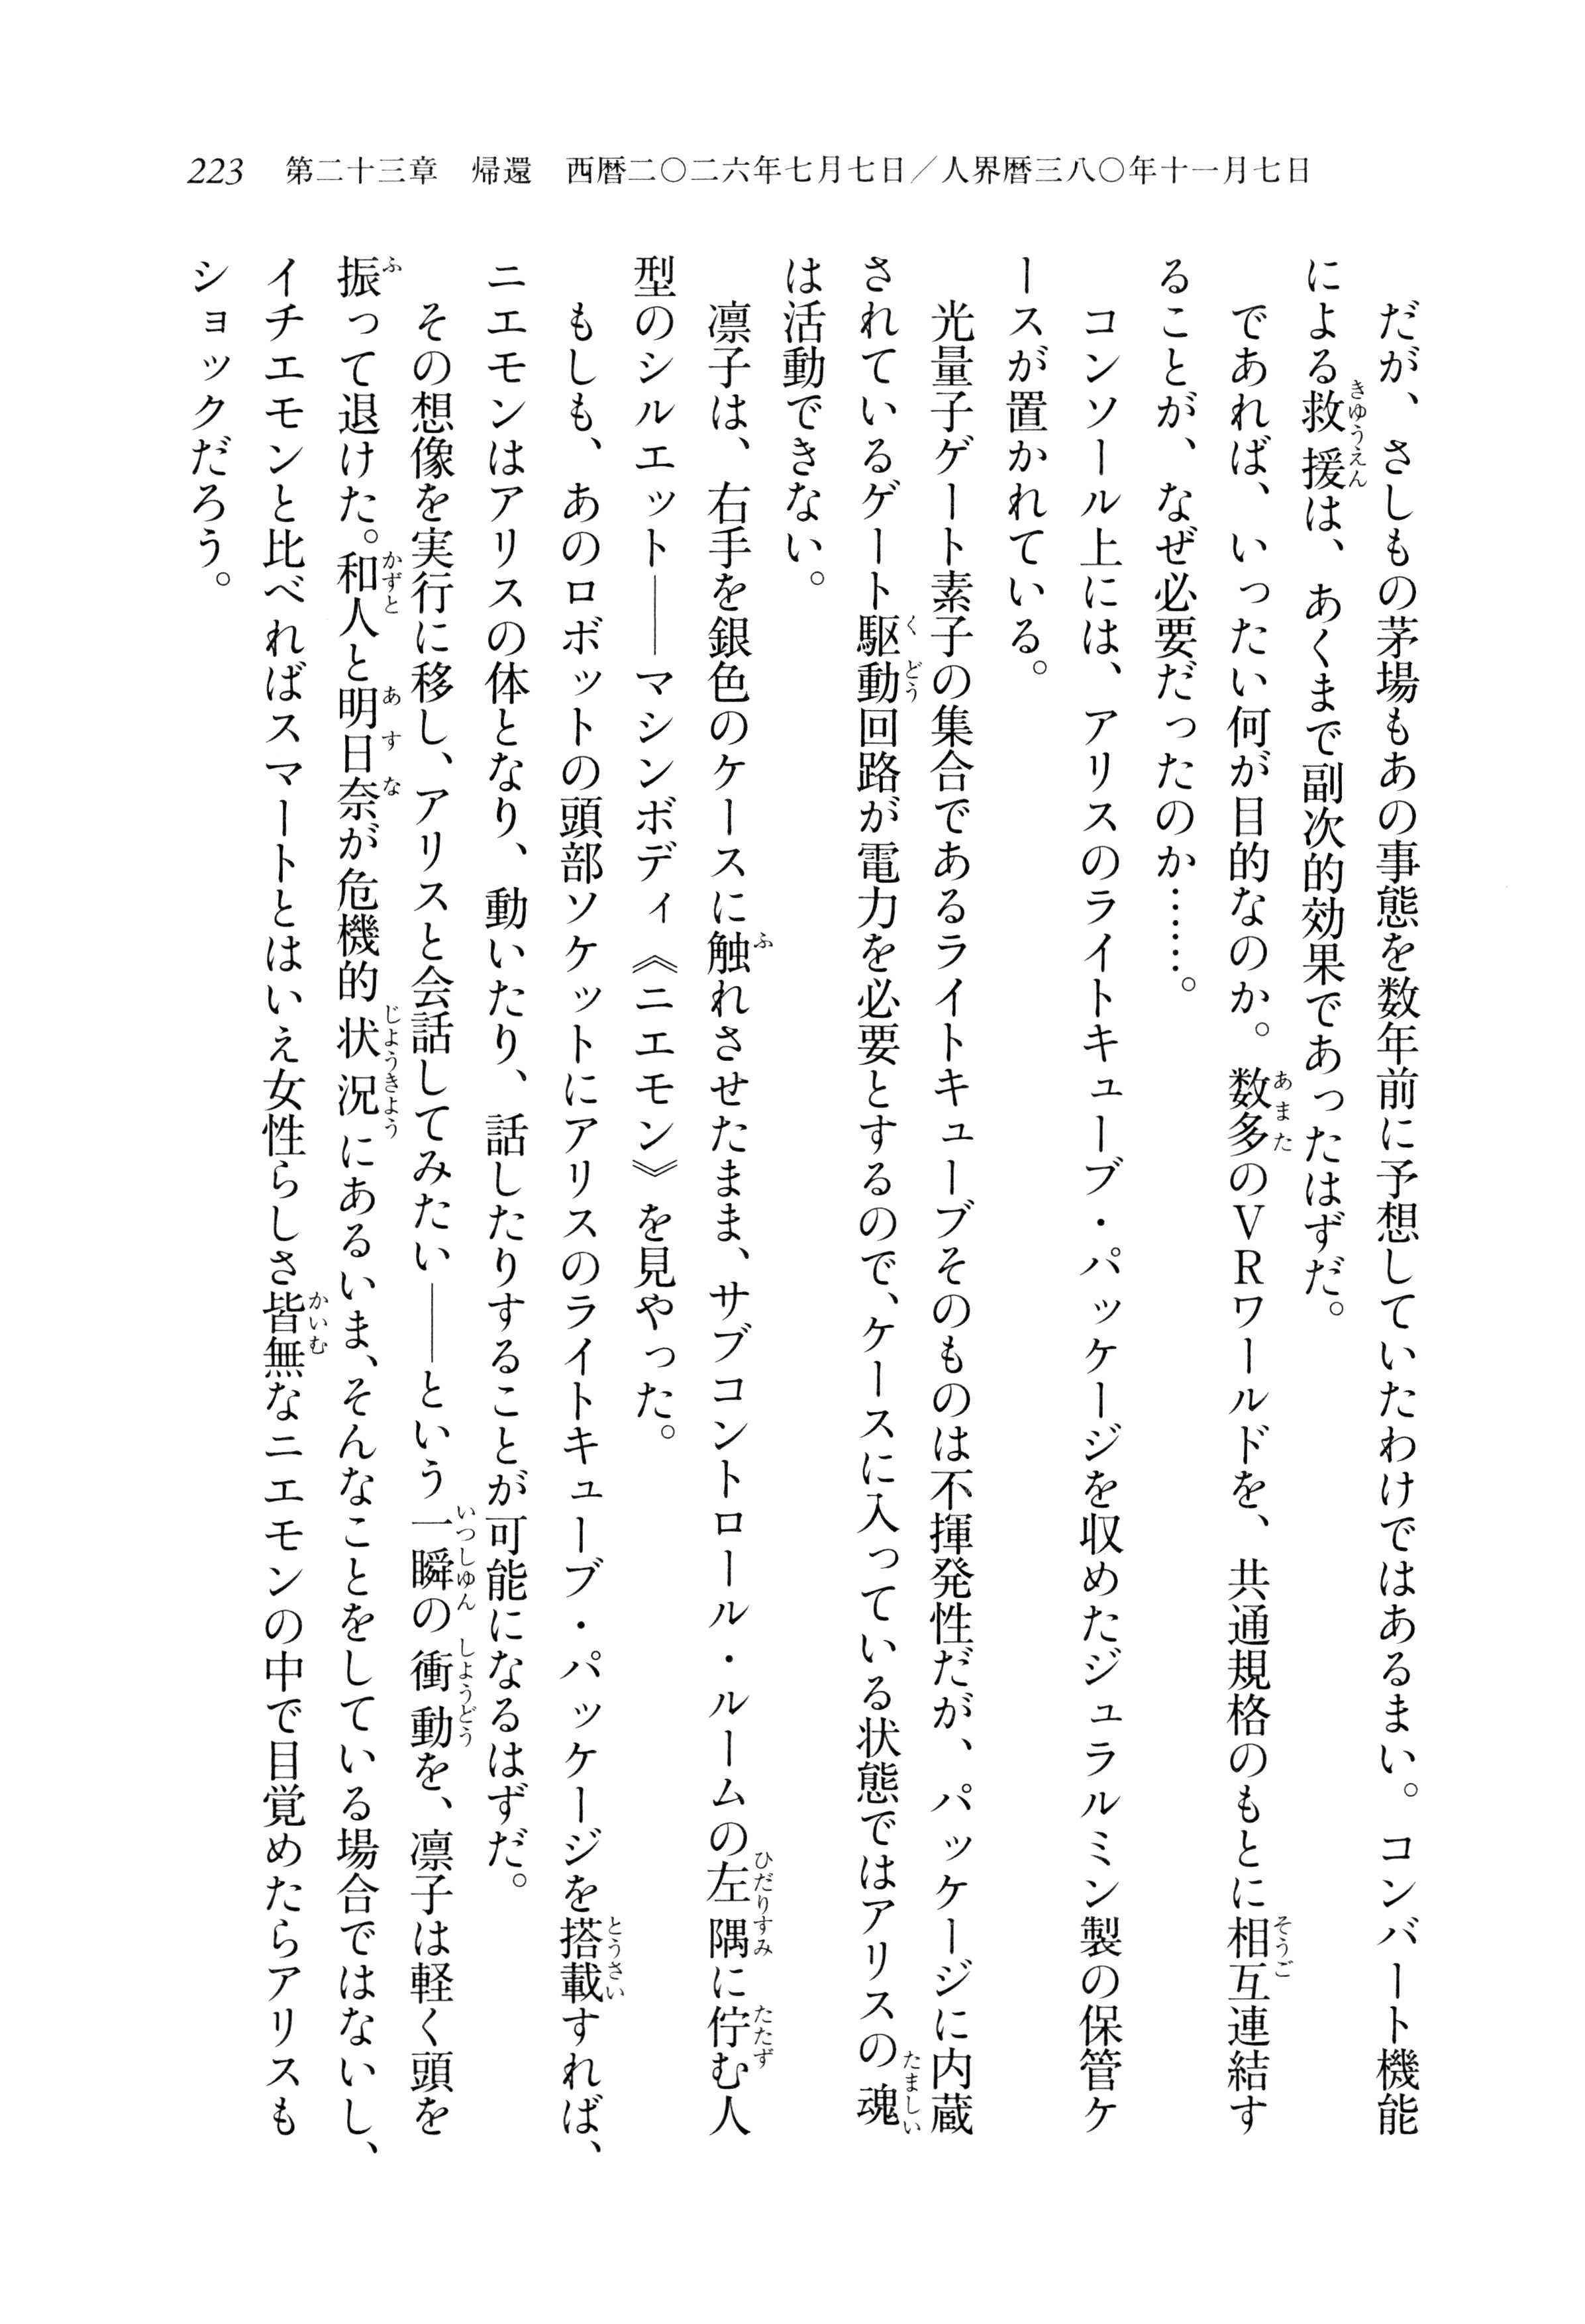 223　第二十三章　帰還　西暦二〇二六年七月七日／人界暦三八〇年十一月七日
　だが、さしもの茅場もあの事態を数年前に予想していたわけではあるまい。コンバート機能
による救援は、あくまで副次的効果であったはずだ。
　であれば、いったい何が目的なのか。数多のＶＲワールドを、共通規格のもとに相互連結す
ることが、なぜ必要だったのか……。
　コンソール上には、アリスのライトキューブ・パッケージを収めたジュラルミン製の保管ケ
ースが置かれている。
　光量子ゲート素子の集合であるライトキューブそのものは不揮発性だが、パッケージに内蔵
されているゲート駆動回路が電力を必要とするので、ケースに入っている状態ではアリスの魂
は活動できない。
　凛子は、右手を銀色のケースに触れさせたまま、サブコントロール・ルームの左隅に佇む人
型のシルエット――マシンボディ《ニエモン》を見やった。
　もしも、あのロボットの頭部ソケットにアリスのライトキューブ・パッケージを搭載すれば、
ニエモンはアリスの体となり、動いたり、話したりすることが可能になるはずだ。
　その想像を実行に移し、アリスと会話してみたい――という一瞬の衝動を、凛子は軽く頭を
振って退けた。和人と明日奈が危機的状況にあるいま、そんなことをしている場合ではないし、
イチエモンと比べればスマートとはいえ女性らしさ皆無なニエモンの中で目覚めたらアリスも
ショックだろう。